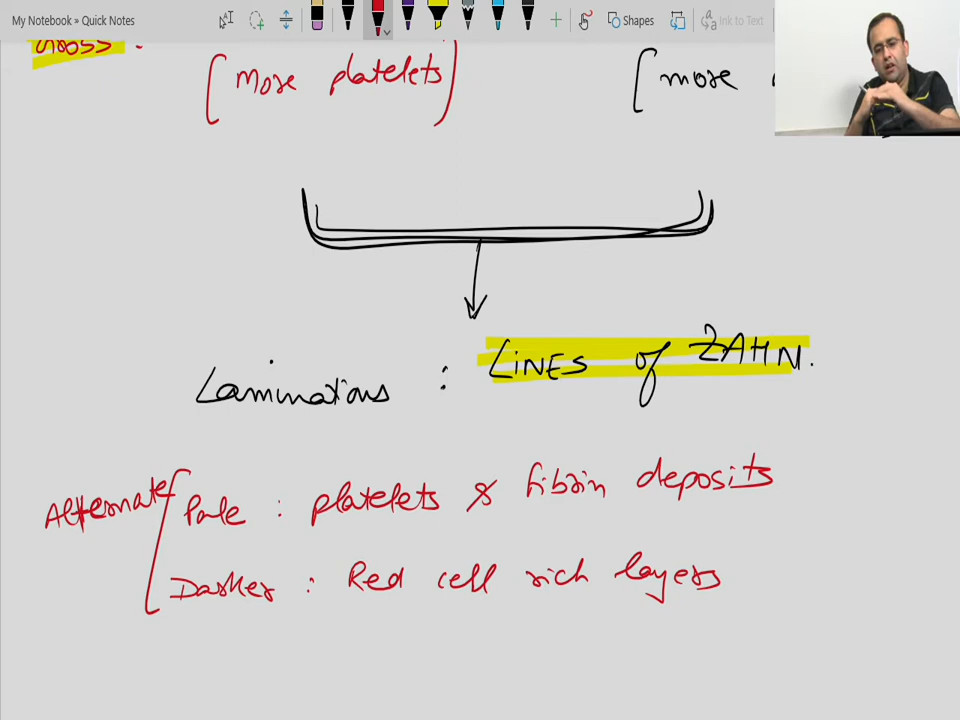 My Notebook » Quick Notes
Shapes
Ink to Text
Gross :
[More platelets]
[more
Laminations : LINES of ZAHN.
Alternate
Pale : platelets & fibrin deposits
Darker : Red cell rich layers